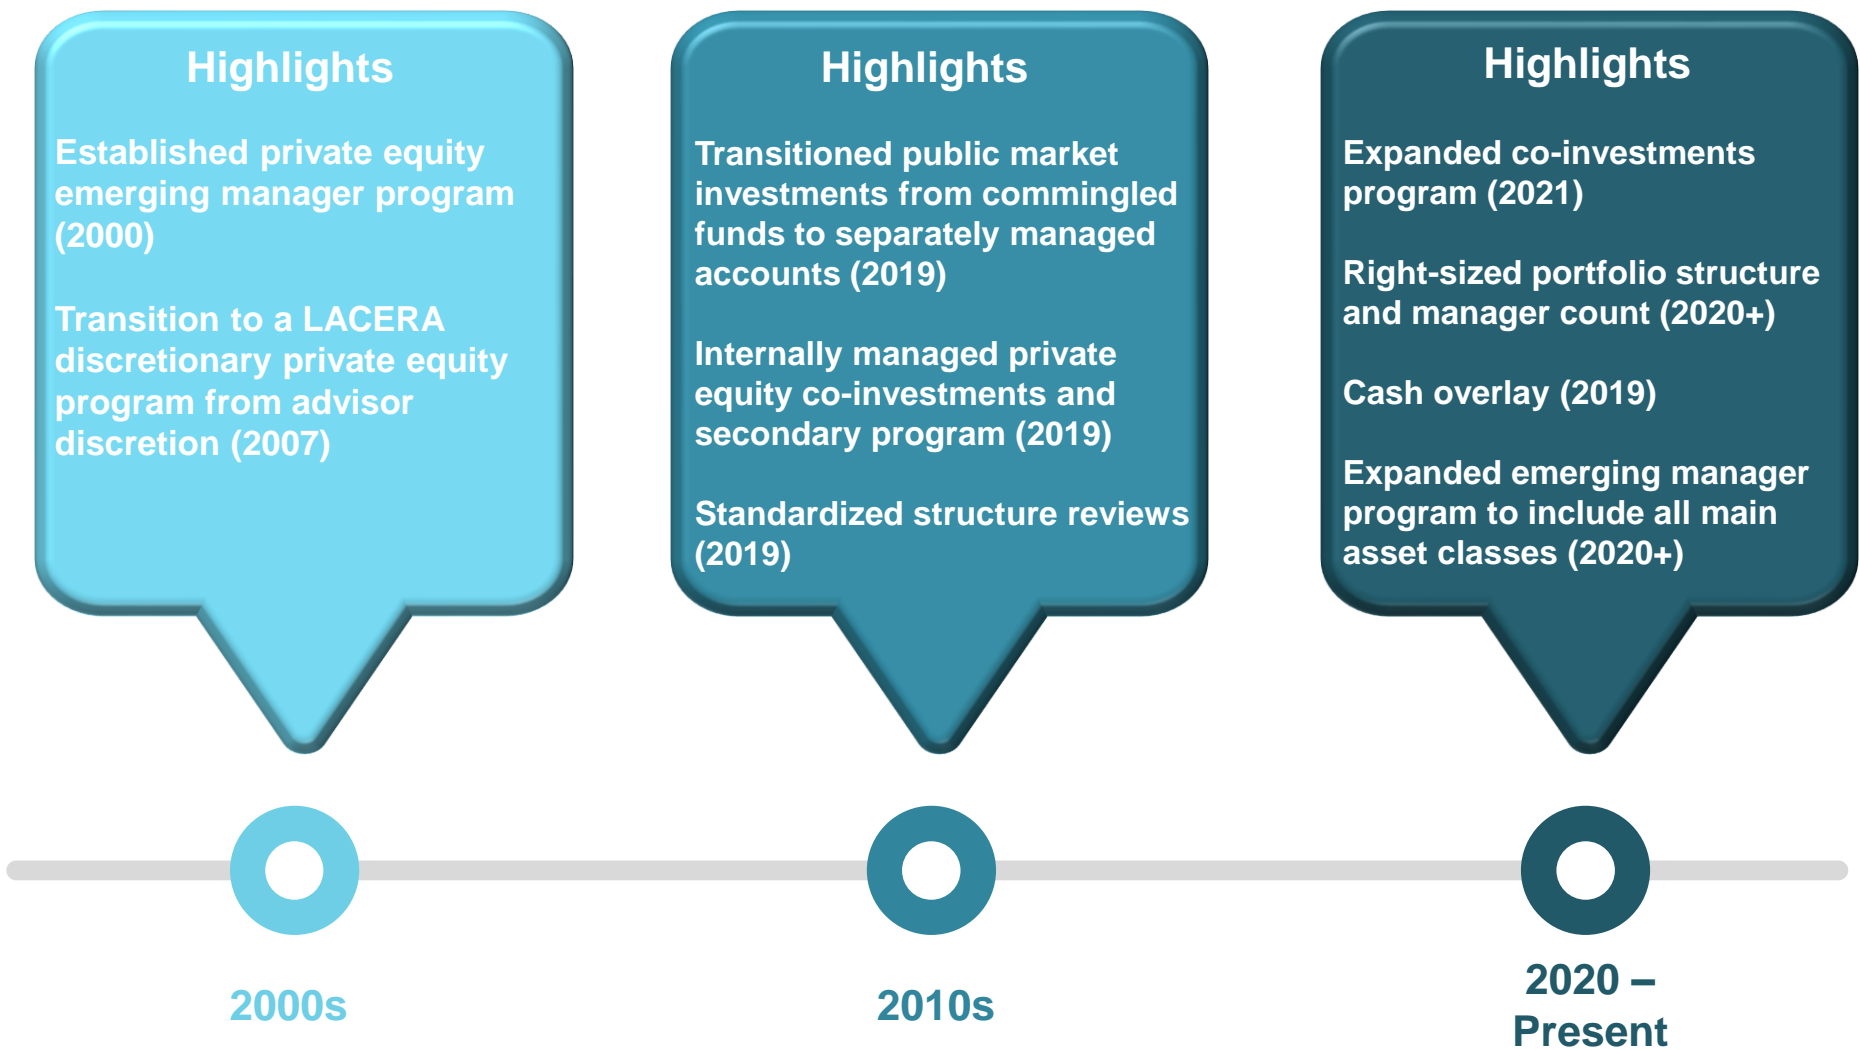 Highlights
Established private equity
emerging manager program
(2000)
Transition to a LACERA
discretionary private equity
program from advisor
discretion (2007)
Highlights
Transitioned public market
investments from commingled
funds to separately managed
accounts (2019)
Internally managed private
equity co-investments and
secondary program (2019)
Standardized structure reviews
(2019)
Highlights
Expanded co-investments
program (2021)
Right-sized portfolio structure
and manager count (2020+)
Cash overlay (2019)
Expanded emerging manager
program to include all main
asset classes (2020+)
2000s
2010s
2020 –
Present